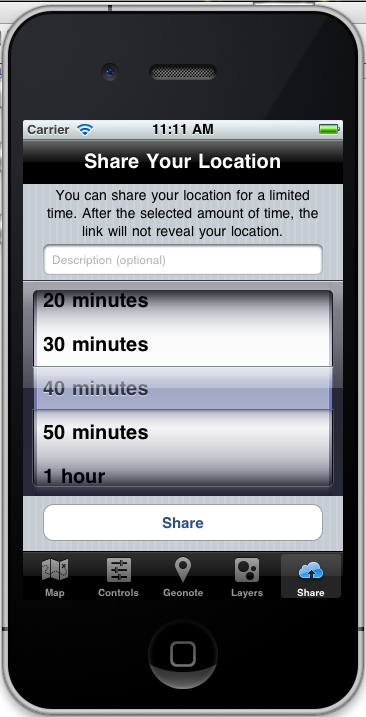 Carrier 11:11 AM
Share Your Location
You can share your location for a limited
time. After the selected amount of time, the
link will not reveal your location.
Description (optional)
20 minutes
30 minutes
40 minutes
50 minutes
1 hour
Share
Map Controls Geonote Layers Share